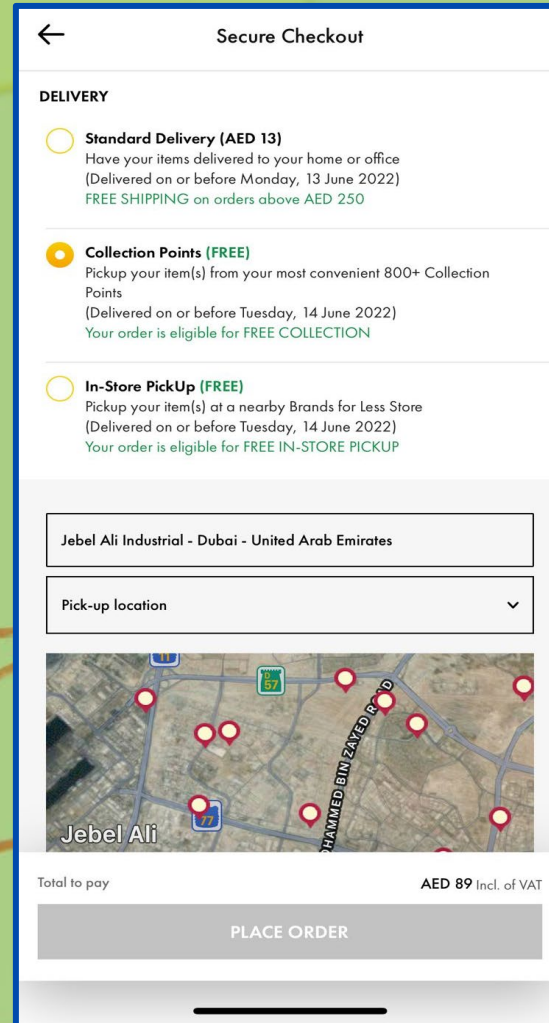 Secure Checkout
DELIVERY
Standard Delivery (AED 13)
Have your items delivered to your home or office
(Delivered on or before Monday, 13 June 2022)
FREE SHIPPING on orders above AED 250
Collection Points (FREE)
Pickup your item(s) from your most convenient 800+ Collection
Points
(Delivered on or before Tuesday, 14 June 2022)
Your order is eligible for FREE COLLECTION
In-Store PickUp (FREE)
Pickup your item(s) at a nearby Brands for Less Store
(Delivered on or before Tuesday, 14 June 2022)
Your order is eligible for FREE IN-STORE PICKUP
Jebel Ali Industrial - Dubai - United Arab Emirates
Pick-up location
11
D
57
HAMMED BIN ZAYED ROAD
77
Jebel Ali
Total to pay
AED 89 Incl. of VAT
PLACE ORDER